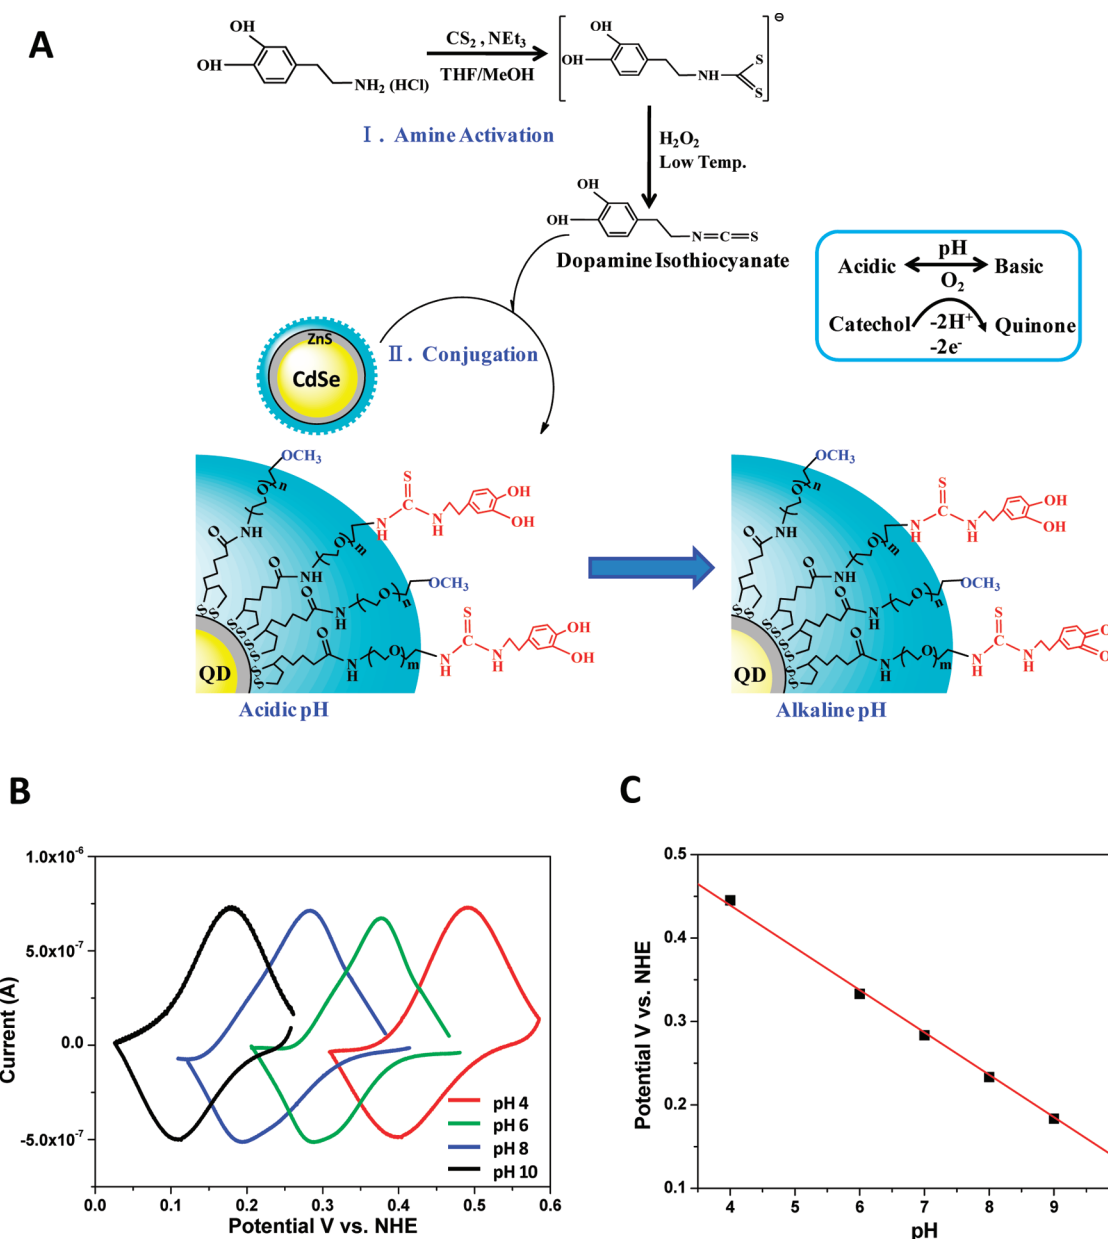 A
OH
OH
NH₂ (HCl)
CS₂ , NEt₃
THF/MeOH
OH
OH
NH
S
S
⊖
I . Amine Activation
H₂O₂
Low Temp.
OH
OH
N=C=S
Dopamine Isothiocyanate
Acidic
pH
O₂
Basic
Catechol
-2H⁺
-2e⁻
Quinone
ZnS
CdSe
II . Conjugation
OCH₃
O
n
O
NH
S
N
H
N
H
OH
OH
O
m
O
NH
OCH₃
O
n
O
N
H
S
OH
OH
O
N
H
O
m
N
H
N
H
S
S
S
S
S
S
S
S
QD
Acidic pH
OCH₃
O
n
O
NH
S
N
H
N
H
OH
OH
O
m
O
NH
OCH₃
O
n
O
N
H
S
O
O
O
N
H
O
m
N
H
N
H
S
S
S
S
S
S
S
S
QD
Alkaline pH
B
1.0x10⁻⁶
5.0x10⁻⁷
0.0
-5.0x10⁻⁷
Current (A)
0.0 0.1 0.2 0.3 0.4 0.5 0.6
Potential V vs. NHE
pH 4
pH 6
pH 8
pH 10
C
0.5
0.4
0.3
0.2
0.1
Potential V vs. NHE
4 5 6 7 8 9
pH